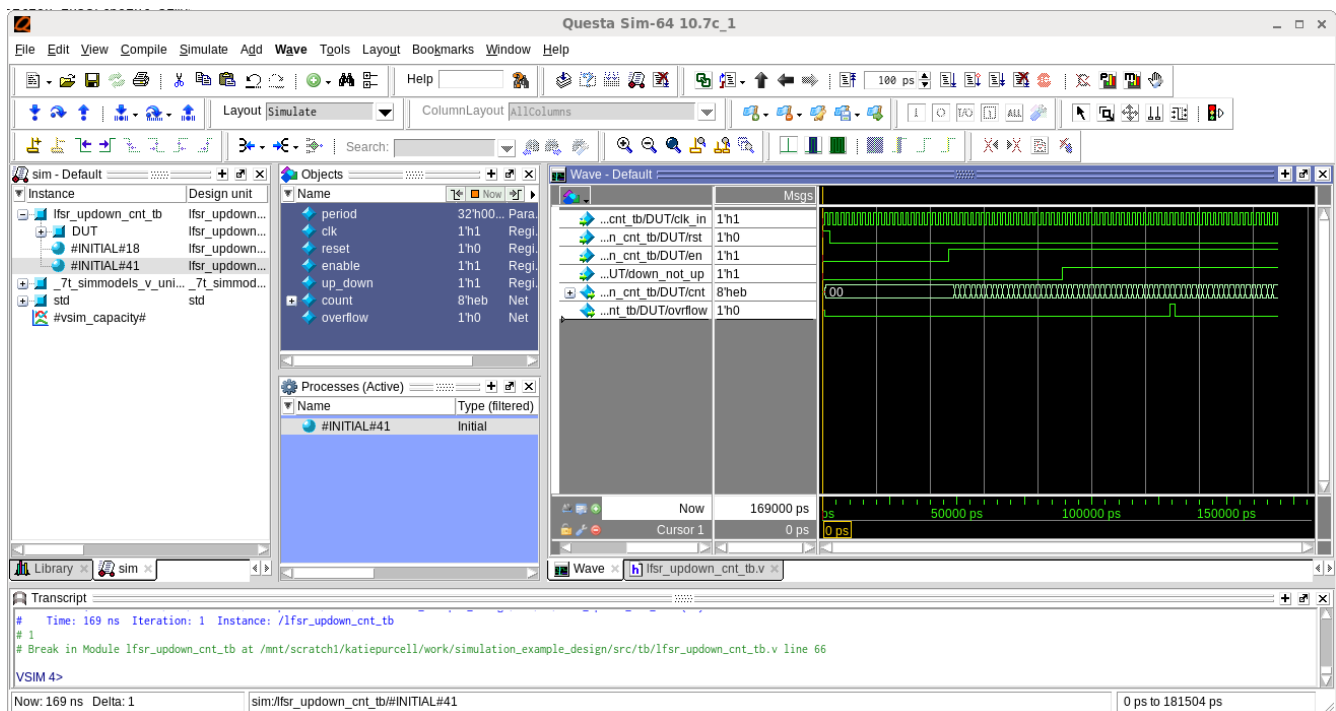 Questa Sim-64 10.7c_1
File Edit View Compile Simulate Add Wave Tools Layout Bookmarks Window Help
Help
100 ps
Layout Simulate
ColumnLayout AllColumns
Search:
sim - Default
Instance Design unit
lfsr_updown_cnt_tb lfsr_updown...
DUT lfsr_updown...
#INITIAL#18 lfsr_updown...
#INITIAL#41 lfsr_updown...
_7t_simmodels_v_uni... _7t_simmod...
std std
#vsim_capacity#
Library
sim
Objects
Name Now
period 32'h00... Para
clk 1'h1 Regi
reset 1'h0 Regi
enable 1'h1 Regi
up_down 1'h1 Regi
count 8'heb Net
overflow 1'h0 Net
Processes (Active)
Name Type (filtered)
#INITIAL#41 Initial
Wave - Default
Msgs
...cnt_tb/DUT/clk_in 1'h1
...n_cnt_tb/DUT/rst 1'h0
...n_cnt_tb/DUT/en 1'h1
...UT/down_not_up 1'h1
...n_cnt_tb/DUT/cnt 8'heb 00
...nt_tb/DUT/ovrflow 1'h0
Now 169000 ps
ps 50000 ps 100000 ps 150000 ps
Cursor 1 0 ps 0 ps
Wave
lfsr_updown_cnt_tb.v
Transcript
# Time: 169 ns Iteration: 1 Instance: /lfsr_updown_cnt_tb
# 1
# Break in Module lfsr_updown_cnt_tb at /mnt/scratch1/katiepurcell/work/simulation_example_design/src/tb/lfsr_updown_cnt_tb.v line 66
VSIM 4>
Now: 169 ns Delta: 1 sim:/lfsr_updown_cnt_tb/#INITIAL#41 0 ps to 181504 ps